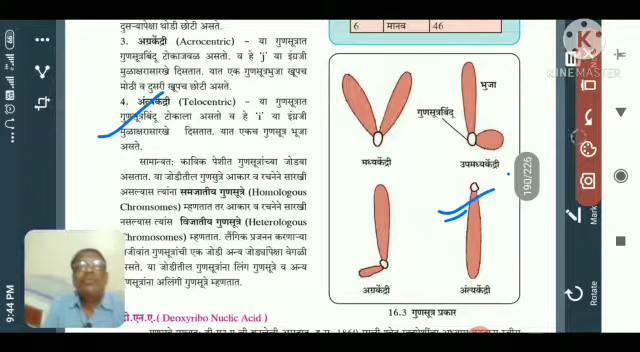 दुसऱ्यापेक्षा थोडी छोटी असते.
3. अग्रकेंद्री (Acrocentric) - या गुणसूत्रात
गुणसूत्रबिंदू टोकाजवळ असतो. व हे 'j' या इंग्रजी
मुळाक्षरासारखे दिसतात. यात एक गुणसूत्रभुजा खूपच
मोठी व दुसरी खूपच छोटी असते.
4. अंत्यकेंद्री (Telocentric) - या गुणसूत्रात
गुणसूत्रबिंदू टोकाला असतो व हे 'i' या इंग्रजी
मुळाक्षरासारखे दिसतात. यात एकच गुणसूत्र भूजा
असते.
सामान्यत: कायिक पेशीत गुणसूत्रांच्या जोड्या
असतात. या जोडीतील गुणसूत्रे आकार व रचनेने सारखी
असल्यास त्यांना समजातीय गुणसूत्रे (Homologous
Chromsomes) म्हणतात तर आकार व रचनेने सारखी
नसल्यास त्यांस विजातीय गुणसूत्रे (Heterologous
Chromosomes) म्हणतात. लैंगिक प्रजनन करणाऱ्या
गुणसूत्रांची एक जोडी अन्य जोड्यांपेक्षा वेगळी
असते. या जोडीतील गुणसूत्रांना लिंग गुणसूत्रे व अन्य
गुणसूत्रांना अलिंगी गुणसूत्रे म्हणतात.
डी.एन.ए.( Deoxyribo Nuclic Acid)
6 मानव 46
भुजा
गुणसूत्रबिंदू
मध्यकेंद्री
उपमध्यकेंद्री
अग्रकेंद्री
अंत्यकेंद्री
16.3 गुणसूत्र प्रकार
190/226
Mark
Rotate
9:44 PM
66
KINEMASTER